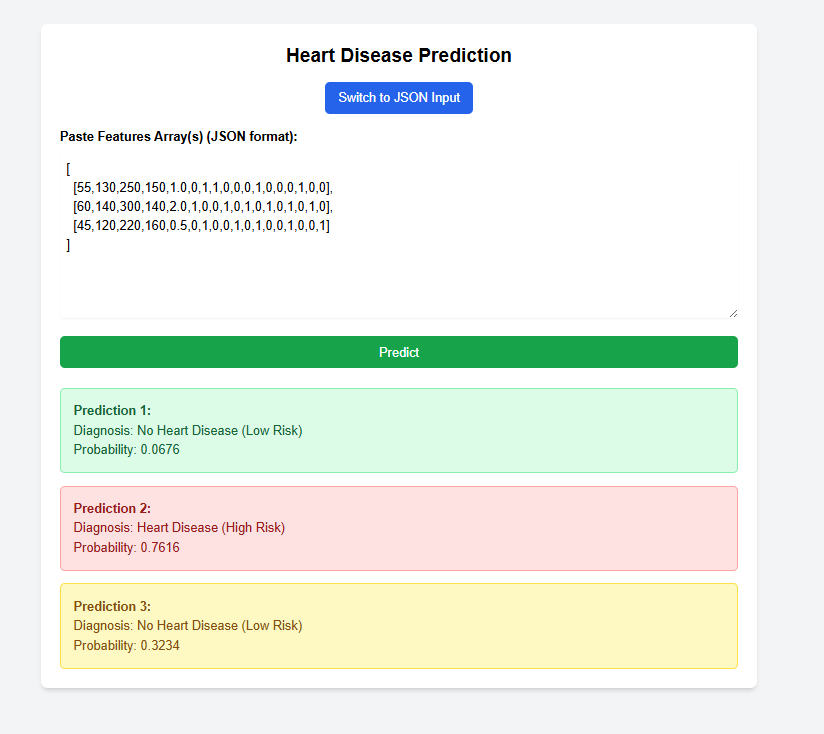 Heart Disease Prediction
Switch to JSON Input
Paste Features Array(s) (JSON format):
[
[55,130,250,150,1.0,0,1,1,0,0,0,1,0,0,0,1,0,0],
[60,140,300,140,2.0,1,0,0,1,0,1,0,1,0,1,0,1,0],
[45,120,220,160,0.5,0,1,0,0,1,0,1,0,0,1,0,0,1]
]
Predict
Prediction 1:
Diagnosis: No Heart Disease (Low Risk)
Probability: 0.0676
Prediction 2:
Diagnosis: Heart Disease (High Risk)
Probability: 0.7616
Prediction 3:
Diagnosis: No Heart Disease (Low Risk)
Probability: 0.3234